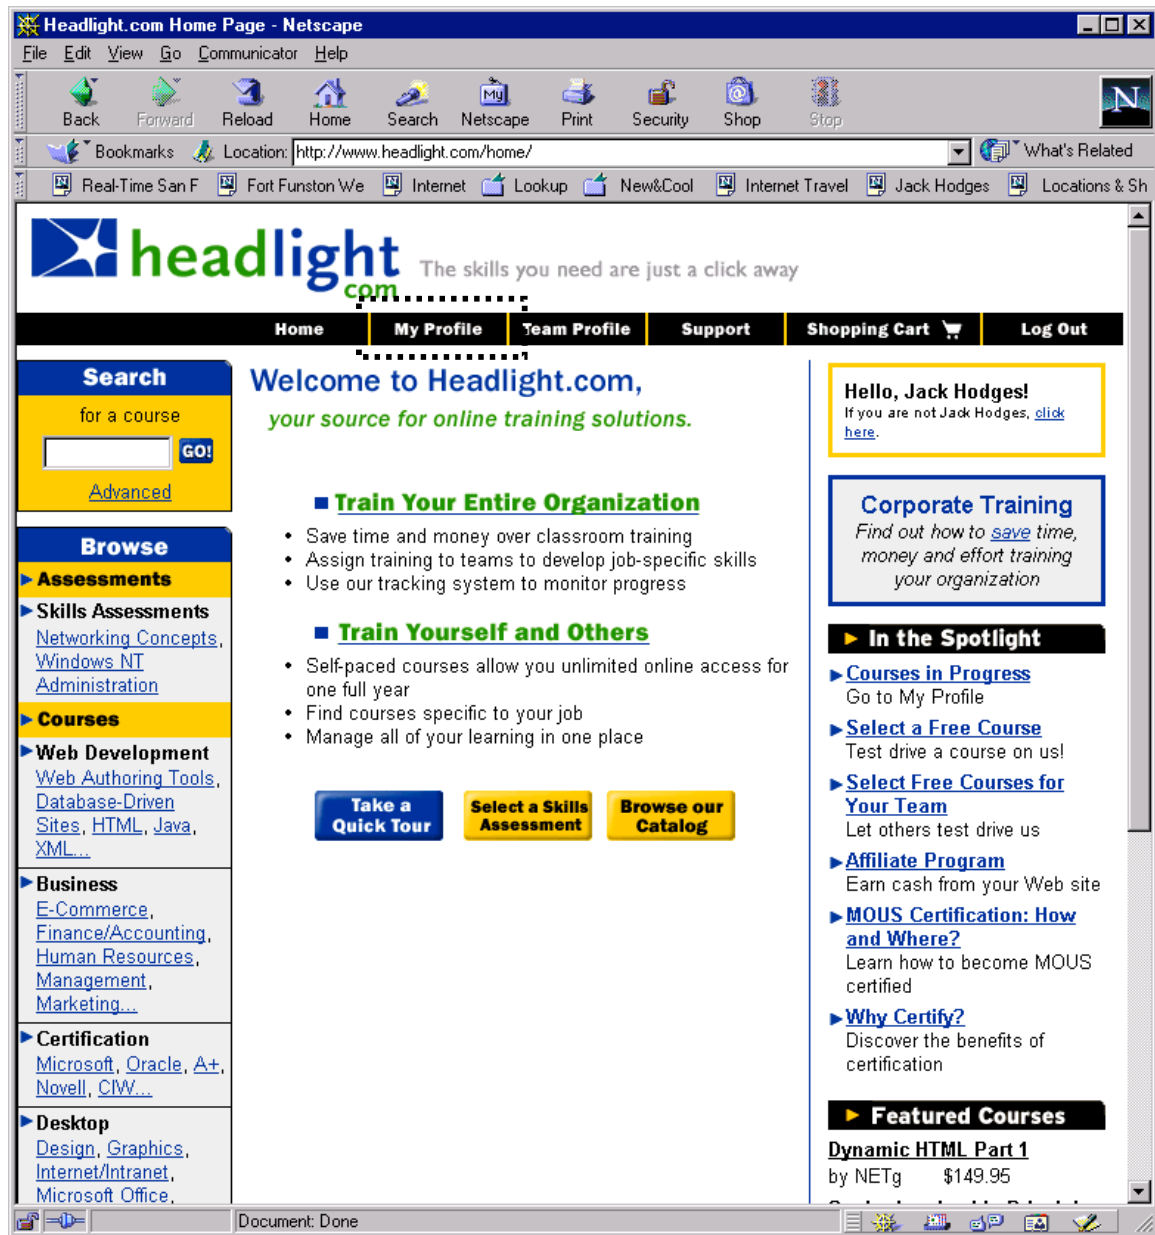 Headlight.com Home Page - Netscape
File Edit View Go Communicator Help
Back Forward Reload Home Search Netscape Print Security Shop Stop
My
N
Bookmarks Location: http://www.headlight.com/home/ What's Related
Real-Time San F Fort Funston We Internet Lookup New&Cool Internet Travel Jack Hodges Locations & Sh
headlight
com
The skills you need are just a click away
Home My Profile Team Profile Support Shopping Cart Log Out
Search
for a course
GO!
Advanced
Browse
Assessments
Skills Assessments
Networking Concepts,
Windows NT
Administration
Courses
Web Development
Web Authoring Tools,
Database-Driven
Sites, HTML, Java,
XML...
Business
E-Commerce,
Finance/Accounting,
Human Resources,
Management,
Marketing...
Certification
Microsoft, Oracle, A+,
Novell, CIW...
Desktop
Design, Graphics,
Internet/Intranet,
Microsoft Office,
Welcome to Headlight.com,
your source for online training solutions.
Train Your Entire Organization
• Save time and money over classroom training
• Assign training to teams to develop job-specific skills
• Use our tracking system to monitor progress
Train Yourself and Others
• Self-paced courses allow you unlimited online access for
one full year
• Find courses specific to your job
• Manage all of your learning in one place
Take a
Quick Tour
Select a Skills
Assessment
Browse our
Catalog
Hello, Jack Hodges!
If you are not Jack Hodges, click
here.
Corporate Training
Find out how to save time,
money and effort training
your organization
In the Spotlight
Courses in Progress
Go to My Profile
Select a Free Course
Test drive a course on us!
Select Free Courses for
Your Team
Let others test drive us
Affiliate Program
Earn cash from your Web site
MOUS Certification: How
and Where?
Learn how to become MOUS
certified
Why Certify?
Discover the benefits of
certification
Featured Courses
Dynamic HTML Part 1
by NETg $149.95
Document: Done